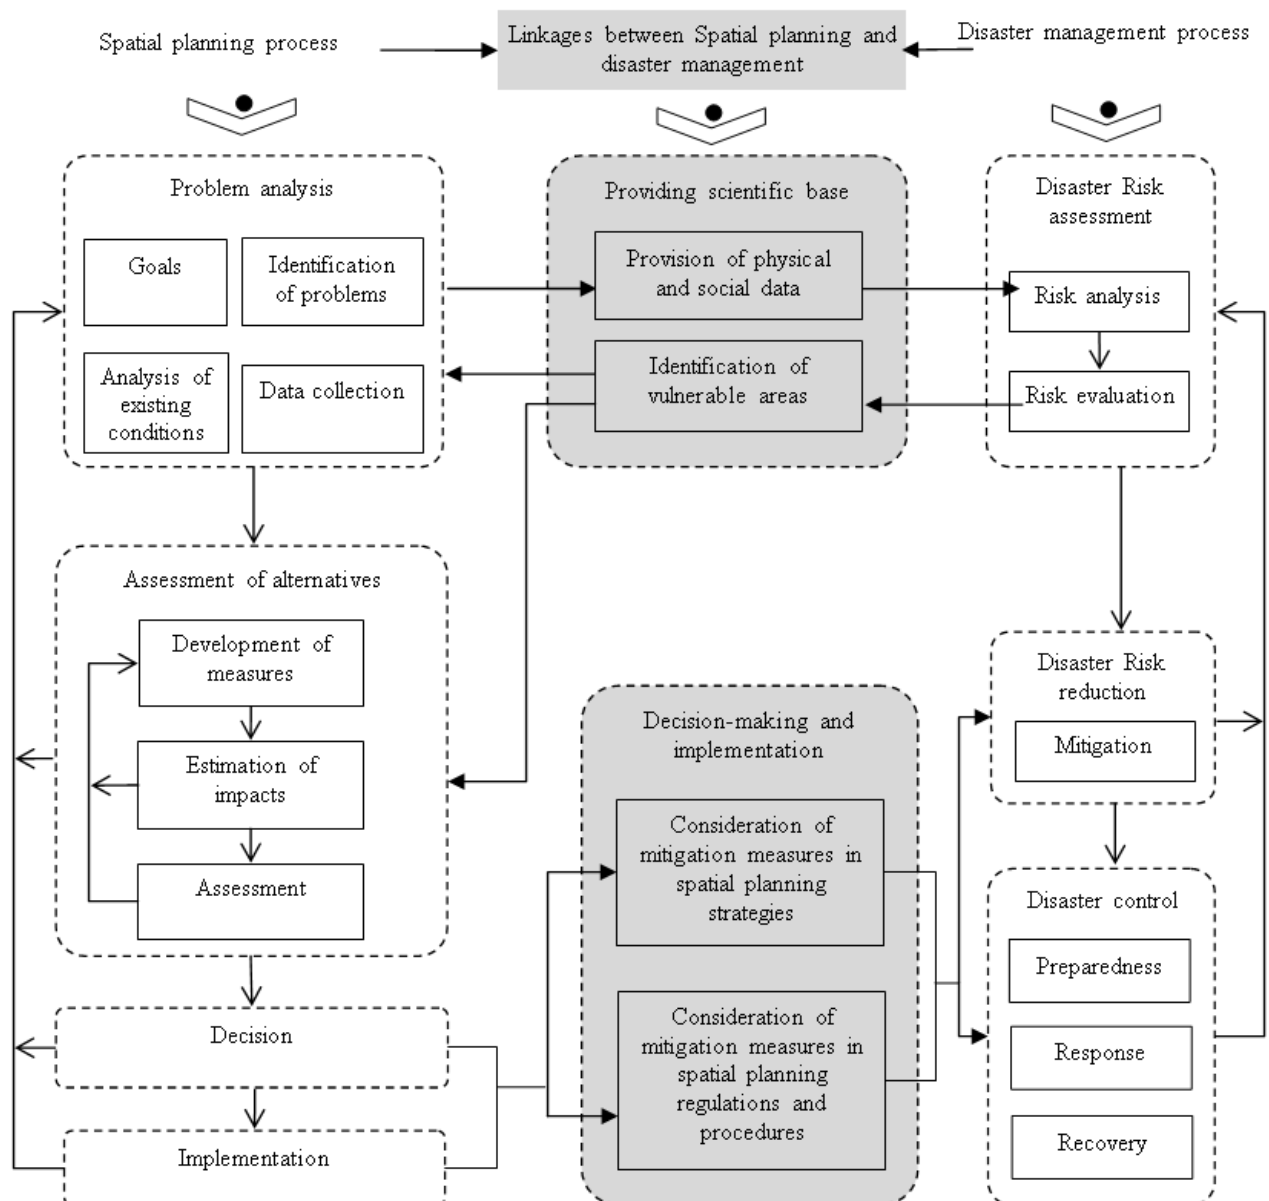 Spatial planning process
Linkages between Spatial planning and
disaster management
Disaster management process
Problem analysis
Goals
Identification
of problems
Analysis of
existing
conditions
Data collection
Providing scientific base
Provision of physical
and social data
Identification of
vulnerable areas
Disaster Risk
assessment
Risk analysis
Risk evaluation
Assessment of alternatives
Development of
measures
Estimation of
impacts
Assessment
Decision
Implementation
Decision-making and
implementation
Consideration of
mitigation measures in
spatial planning
strategies
Consideration of
mitigation measures in
spatial planning
regulations and
procedures
Disaster Risk
reduction
Mitigation
Disaster control
Preparedness
Response
Recovery